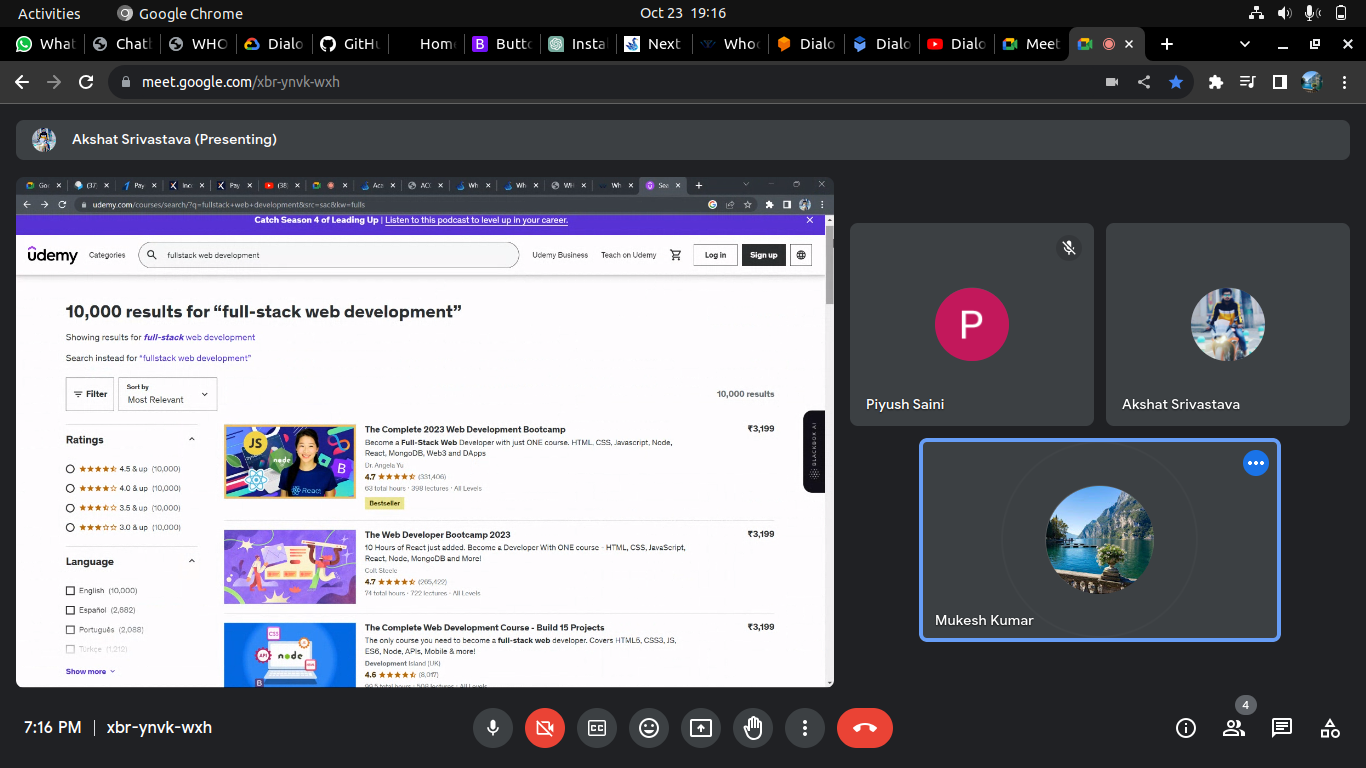 Activities
Google Chrome
Oct 23 19:16
What
Chat
WHO
Dialo
GitHu
Home
Butto
Insta
Next
Whoo
Dialo
Dialo
Dialo
Meet
meet.google.com/xbr-ynvk-wxh
Akshat Srivastava (Presenting)
udemy.com/courses/search/?q=fullstack+web+development&src=sac&kw=fulls
Catch Season 4 of Leading Up | Listen to this podcast to level up in your career.
udemy
Categories
fullstack web development
Udemy Business
Teach on Udemy
Log in
Sign up
10,000 results for “full-stack web development”
Showing results for full-stack web development
Search instead for “fullstack web development”
Filter
Sort by
Most Relevant
10,000 results
Ratings
4.5 & up (10,000)
4.0 & up (10,000)
3.5 & up (10,000)
3.0 & up (10,000)
Language
English (10,000)
Español (2,682)
Português (2,088)
Türkçe (1,212)
Show more
JS
node
React
B
The Complete 2023 Web Development Bootcamp
₹3,199
Become a Full-Stack Web Developer with just ONE course. HTML, CSS, Javascript, Node,
React, MongoDB, Web3 and DApps
Dr. Angela Yu
4.7 (331,406)
63 total hours · 398 lectures · All Levels
Bestseller
The Web Developer Bootcamp 2023
₹3,199
10 Hours of React just added. Become a Developer With ONE course - HTML, CSS, JavaScript,
React, Node, MongoDB and More!
Colt Steele
4.7 (265,422)
74 total hours · 722 lectures · All Levels
CSS
API
node
B
The Complete Web Development Course - Build 15 Projects
₹3,199
The only course you need to become a full-stack web developer. Covers HTML5, CSS3, JS,
ES6, Node, APIs, Mobile & more!
Development Island (UK)
4.6 (8,017)
BLACKBOX AI
P
Piyush Saini
Akshat Srivastava
Mukesh Kumar
7:16 PM | xbr-ynvk-wxh
4